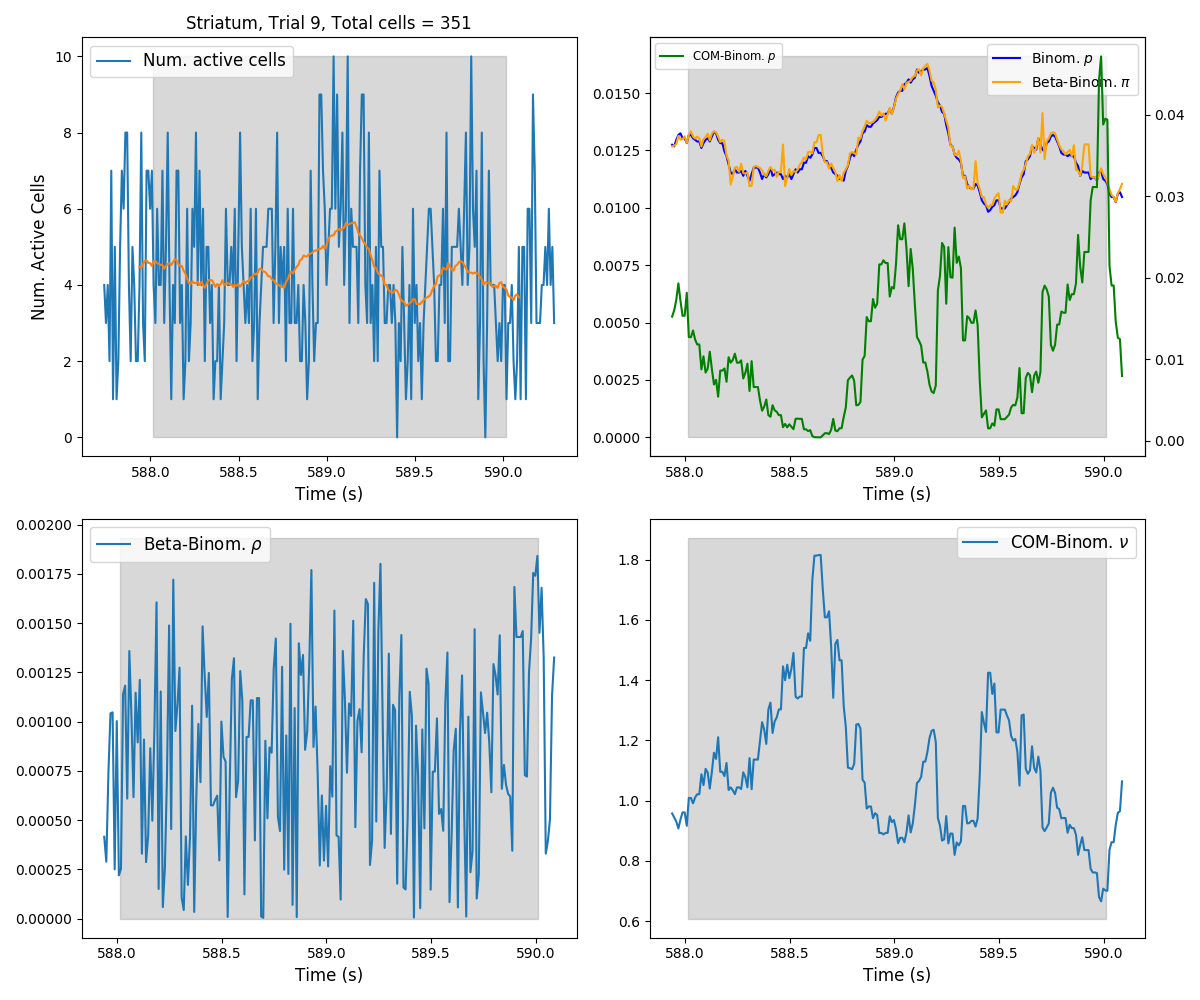 Striatum, Trial 9, Total cells = 351
Num. active cells
Num. Active Cells
10
8
6
4
2
0
588.0 588.5 589.0 589.5 590.0
Time (s)
COM-Binom. p
Binom. p
Beta-Binom. π
0.0150
0.0125
0.0100
0.0075
0.0050
0.0025
0.0000
0.04
0.03
0.02
0.01
0.00
588.0 588.5 589.0 589.5 590.0
Time (s)
Beta-Binom. ρ
0.00200
0.00175
0.00150
0.00125
0.00100
0.00075
0.00050
0.00025
0.00000
588.0 588.5 589.0 589.5 590.0
Time (s)
COM-Binom. ν
1.8
1.6
1.4
1.2
1.0
0.8
0.6
588.0 588.5 589.0 589.5 590.0
Time (s)